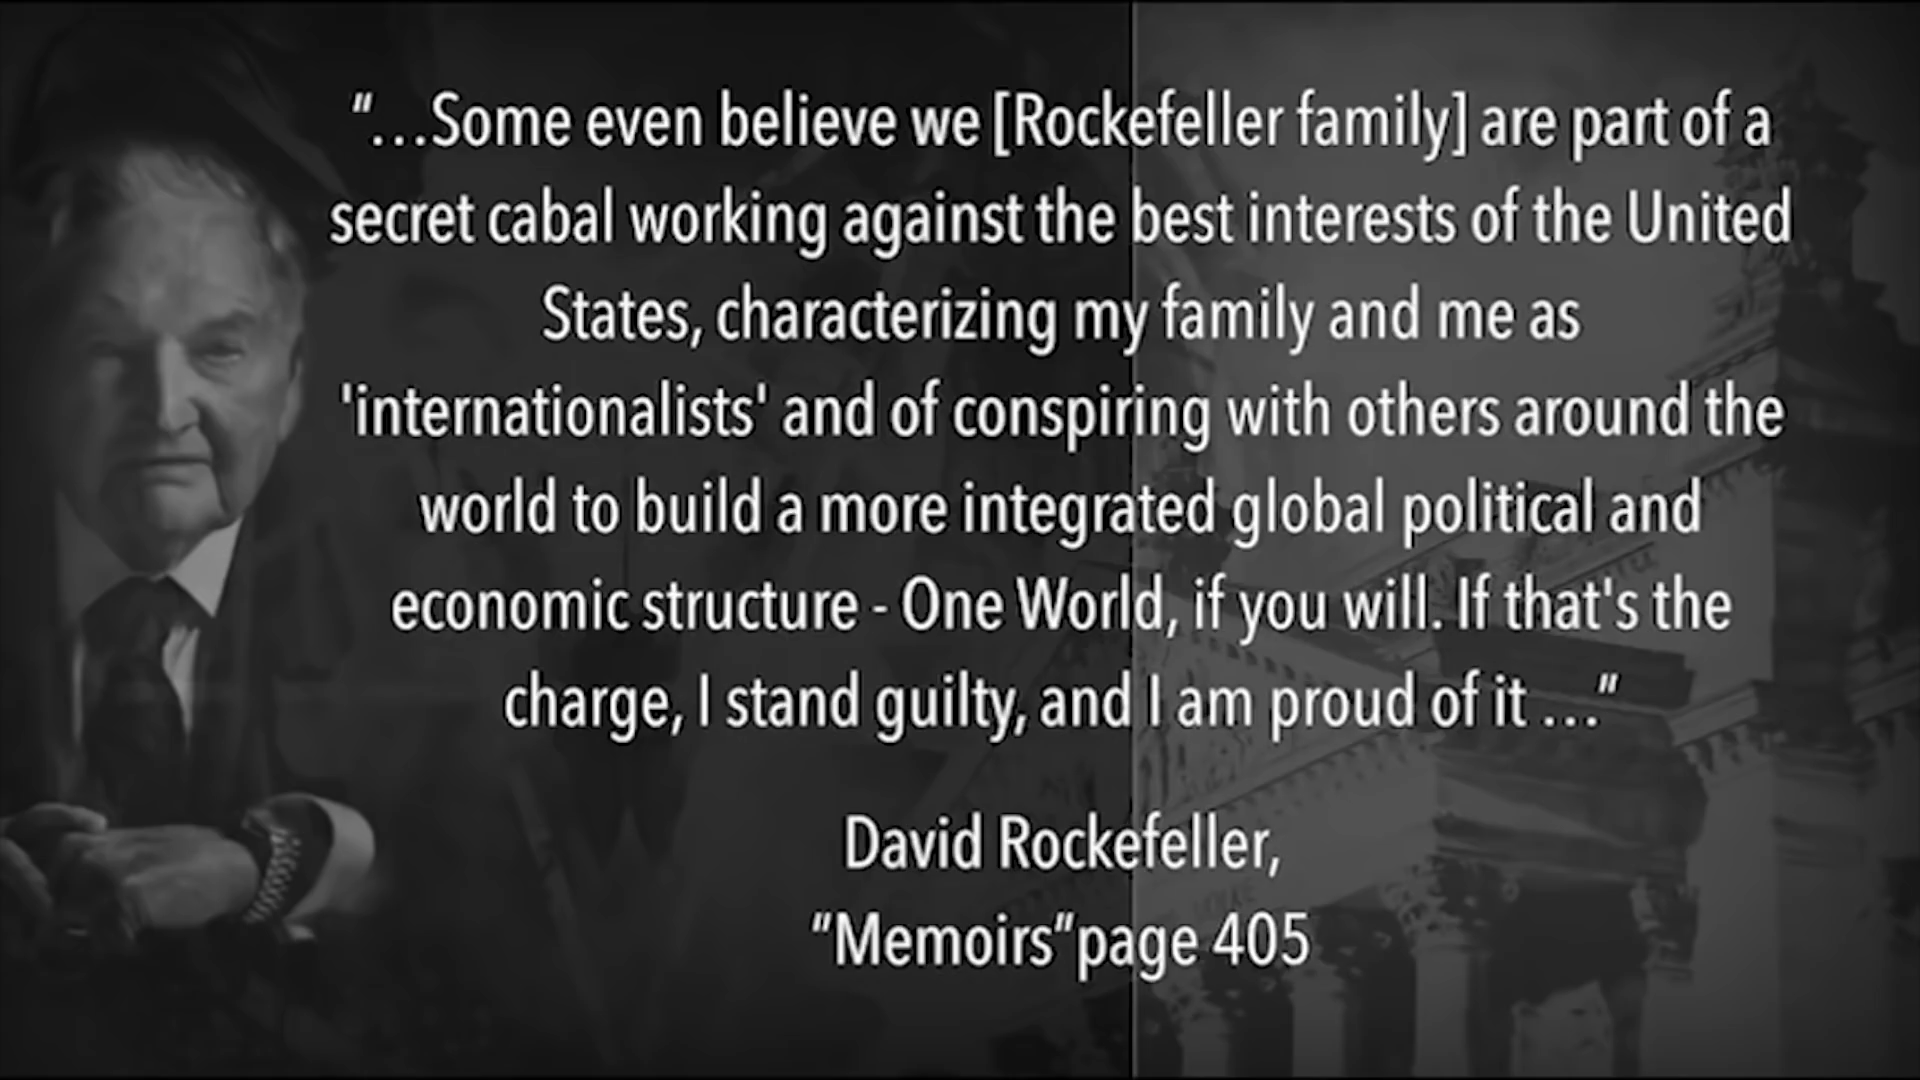 “…Some even believe we [Rockefeller family] are part of a
secret cabal working against the best interests of the United
States, characterizing my family and me as
'internationalists' and of conspiring with others around the
world to build a more integrated global political and
economic structure - One World, if you will. If that's the
charge, I stand guilty, and I am proud of it …”
David Rockefeller,
“Memoirs“page 405